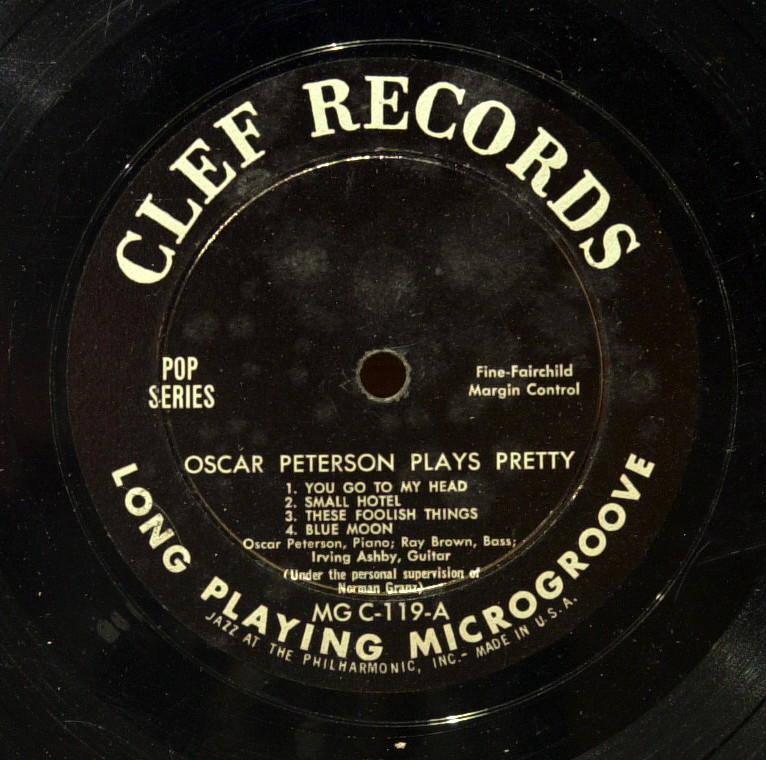 CLEF RECORDS
POP
SERIES
Fine-Fairchild
Margin Control
OSCAR PETERSON PLAYS PRETTY
1. YOU GO TO MY HEAD
2. SMALL HOTEL
3. THESE FOOLISH THINGS
4. BLUE MOON
Oscar Peterson, Piano; Ray Brown, Bass;
Irving Ashby, Guitar
(Under the personal supervision of
Norman Granz)
MG C-119-A
LONG PLAYING MICROGROOVE
JAZZ AT THE PHILHARMONIC, INC.- MADE IN U.S.A.